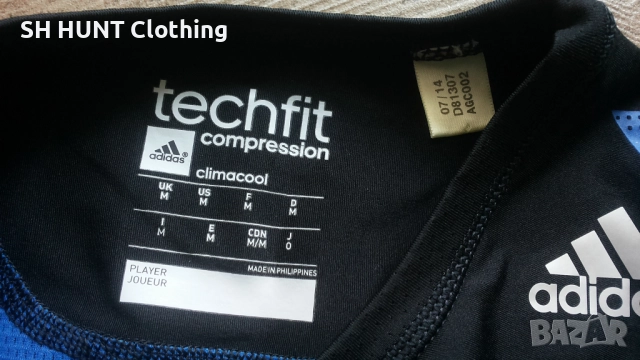 SH HUNT Clothing
techfit
compression
adidas
climacool
UK US F D
M M M M
I E CDN J
M M M/M O
PLAYER
JOUEUR
MADE IN PHILIPPINES
07/14
D81307
AGC002
adidas
BAZAR